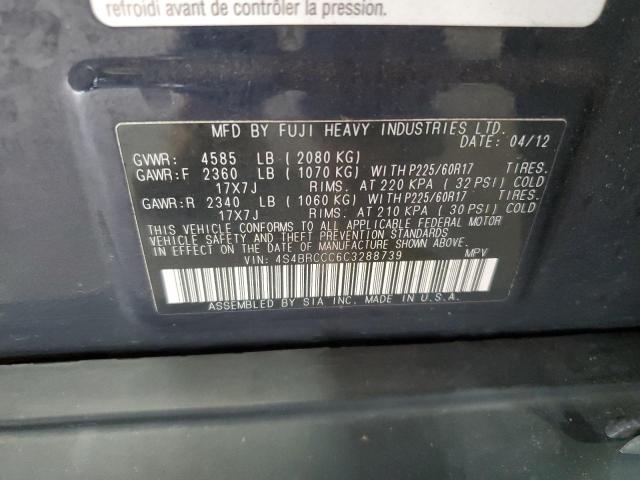 refroidi avant de contrôler la pression.
MFD BY FUJI HEAVY INDUSTRIES LTD.
DATE: 04/12
GVWR: 4585 LB ( 2080 KG)
GAWR:F 2360 LB ( 1070 KG) WITH P225/60R17 TIRES.
17X7J RIMS. AT 220 KPA ( 32 PSI) COLD
GAWR:R 2340 LB ( 1060 KG) WITH P225/60R17 TIRES.
17X7J RIMS. AT 210 KPA ( 30 PSI) COLD
THIS VEHICLE CONFORMS TO ALL APPLICABLE FEDERAL MOTOR
VEHICLE SAFETY AND THEFT PREVENTION STANDARDS
IN EFFECT ON THE DATE OF MANUFACTURE SHOWN ABOVE.
VIN: 4S4BRCCC6C3288739 MPV
ASSEMBLED BY SIA INC. MADE IN U.S.A.